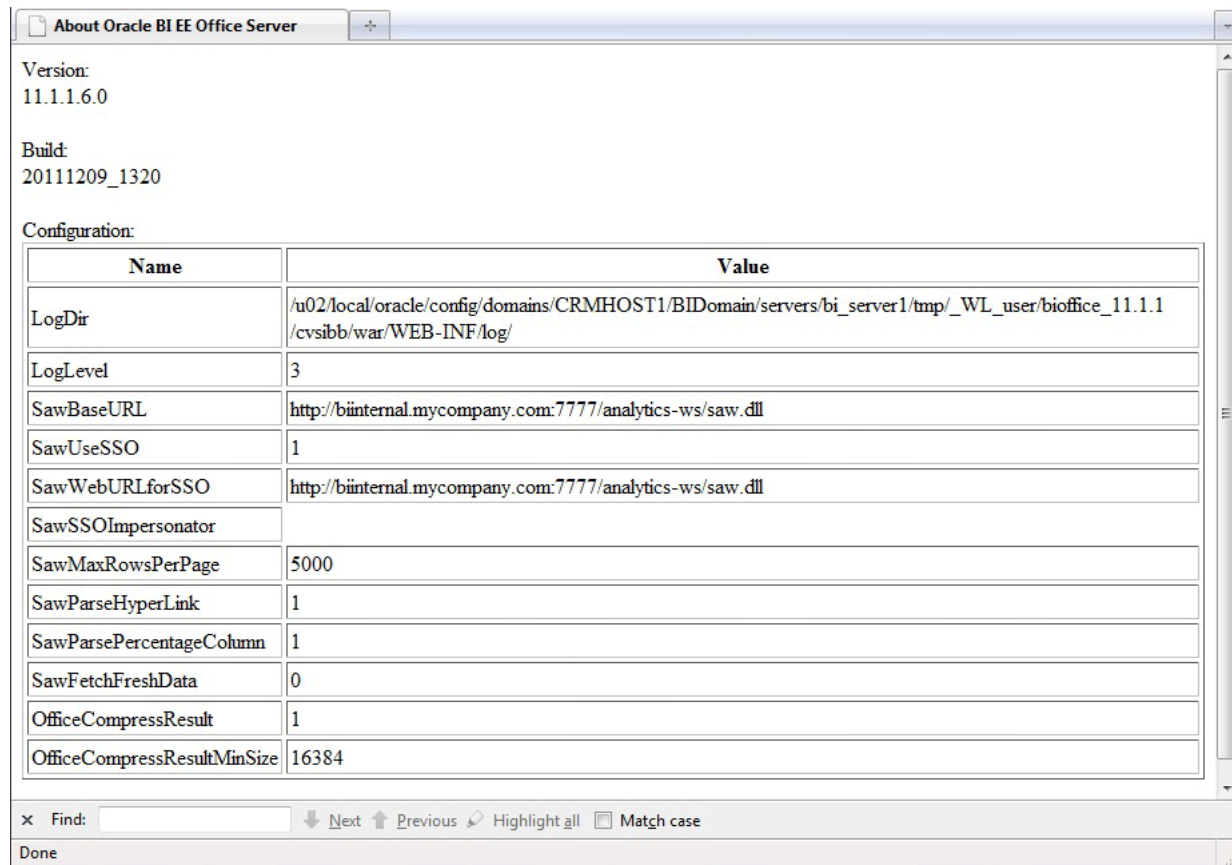 About Oracle BI EE Office Server
Version:
11.1.1.6.0
Build:
20111209_1320
Configuration:
Name Value
LogDir /u02/local/oracle/config/domains/CRMHOST1/BIDomain/servers/bi_server1/tmp/_WL_user/bioffice_11.1.1
/cvsibb/war/WEB-INF/log/
LogLevel 3
SawBaseURL http://biinternal.mycompany.com:7777/analytics-ws/saw.dll
SawUseSSO 1
SawWebURLforSSO http://biinternal.mycompany.com:7777/analytics-ws/saw.dll
SawSSOImpersonator
SawMaxRowsPerPage 5000
SawParseHyperLink 1
SawParsePercentageColumn 1
SawFetchFreshData 0
OfficeCompressResult 1
OfficeCompressResultMinSize 16384
× Find: Next Previous Highlight all Match case
Done